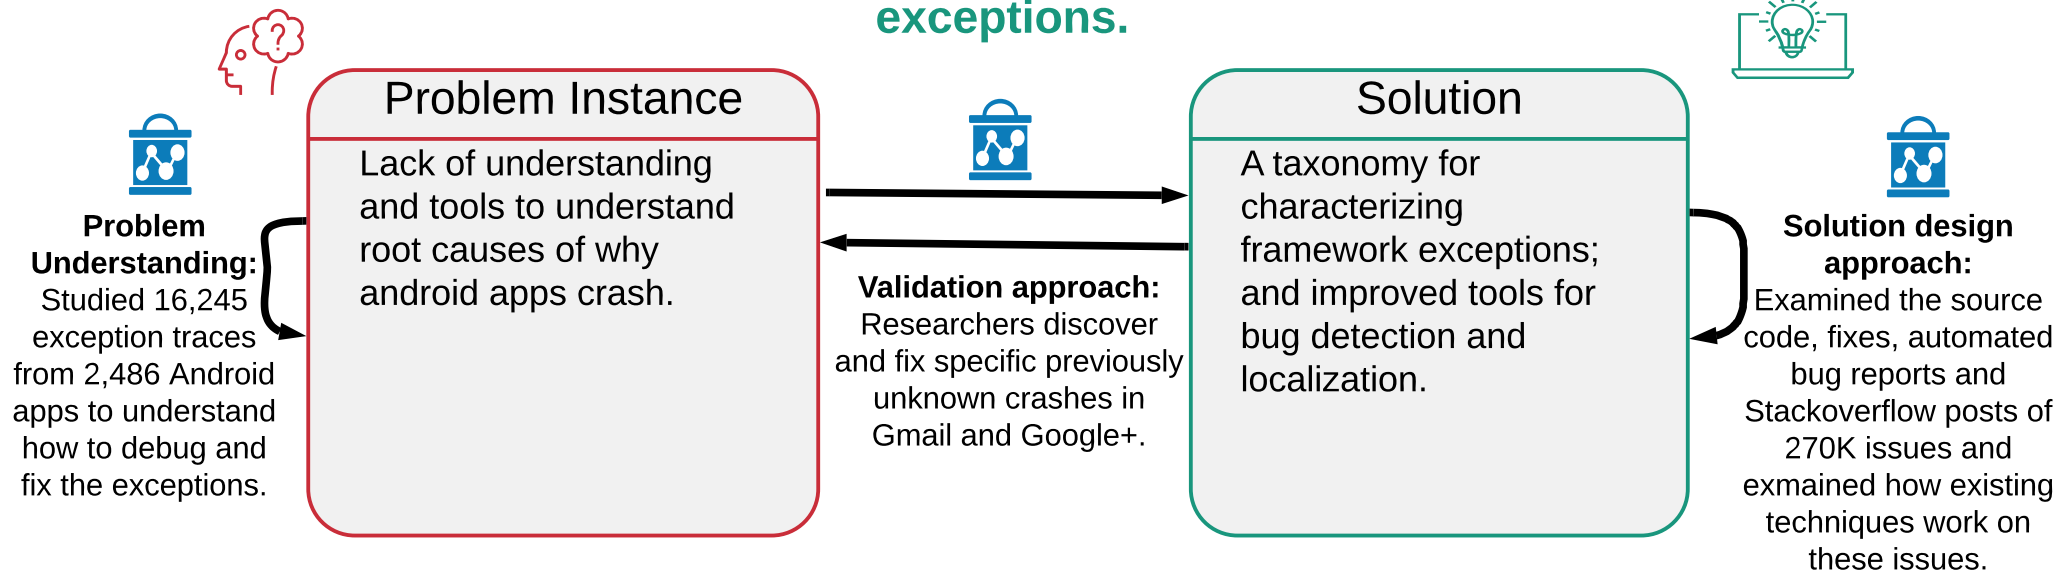 exceptions.
?
Problem Instance
Lack of understanding
and tools to understand
root causes of why
android apps crash.
Problem
Understanding:
Studied 16,245
exception traces
from 2,486 Android
apps to understand
how to debug and
fix the exceptions.
Validation approach:
Researchers discover
and fix specific previously
unknown crashes in
Gmail and Google+.
Solution
A taxonomy for
characterizing
framework exceptions;
and improved tools for
bug detection and
localization.
Solution design
approach:
Examined the source
code, fixes, automated
bug reports and
Stackoverflow posts of
270K issues and
exmained how existing
techniques work on
these issues.